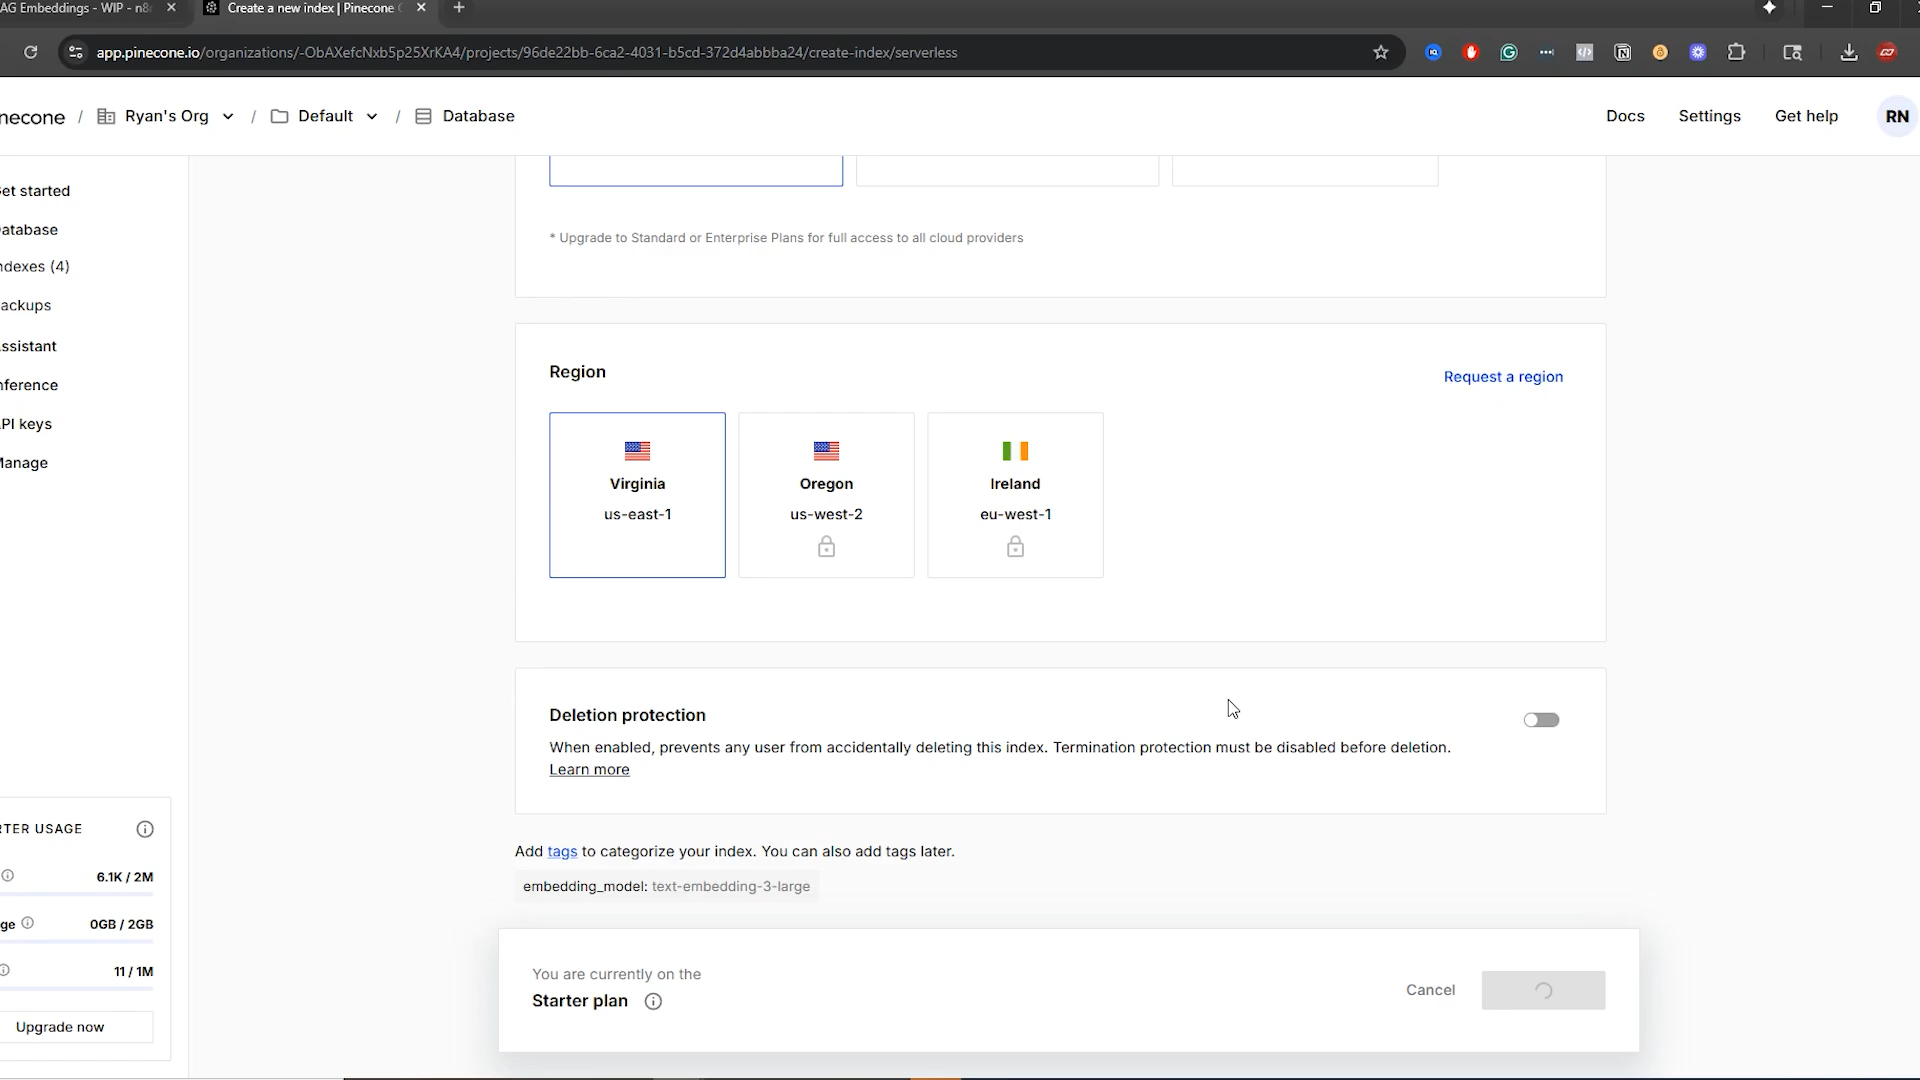 AG Embeddings - WIP - n8
Create a new index | Pinecone C
app.pinecone.io/organizations/-ObAXefcNxb5p25XrKA4/projects/96de22bb-6ca2-4031-b5cd-372d4abbba24/create-index/serverless
necone / Ryan's Org / Default / Database
Docs
Settings
Get help
RN
et started
atabase
ndexes (4)
ackups
ssistant
nference
PI keys
Manage
* Upgrade to Standard or Enterprise Plans for full access to all cloud providers
Region
Request a region
Virginia
us-east-1
Oregon
us-west-2
Ireland
eu-west-1
Deletion protection
When enabled, prevents any user from accidentally deleting this index. Termination protection must be disabled before deletion.
Learn more
Add tags to categorize your index. You can also add tags later.
embedding_model: text-embedding-3-large
RTER USAGE
6.1K / 2M
ge
0GB / 2GB
11 / 1M
Upgrade now
You are currently on the
Starter plan
Cancel